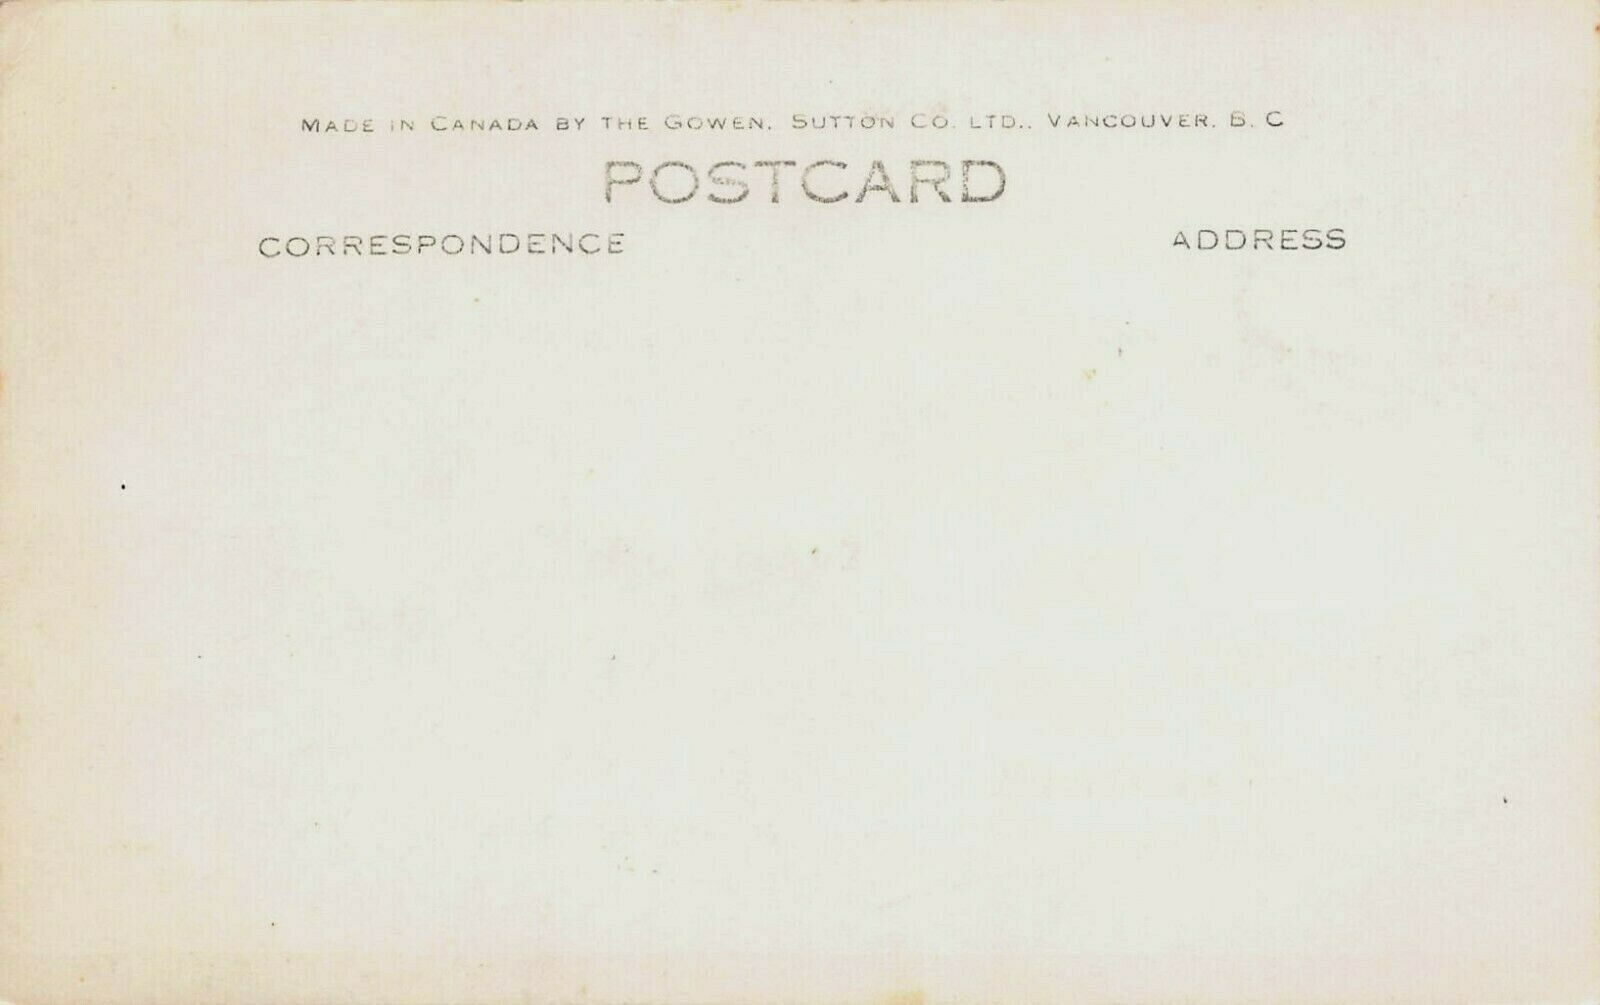 MADE IN CANADA BY THE GOWEN, SUTTON CO. LTD., VANCOUVER, B. C
POSTCARD
CORRESPONDENCE
ADDRESS